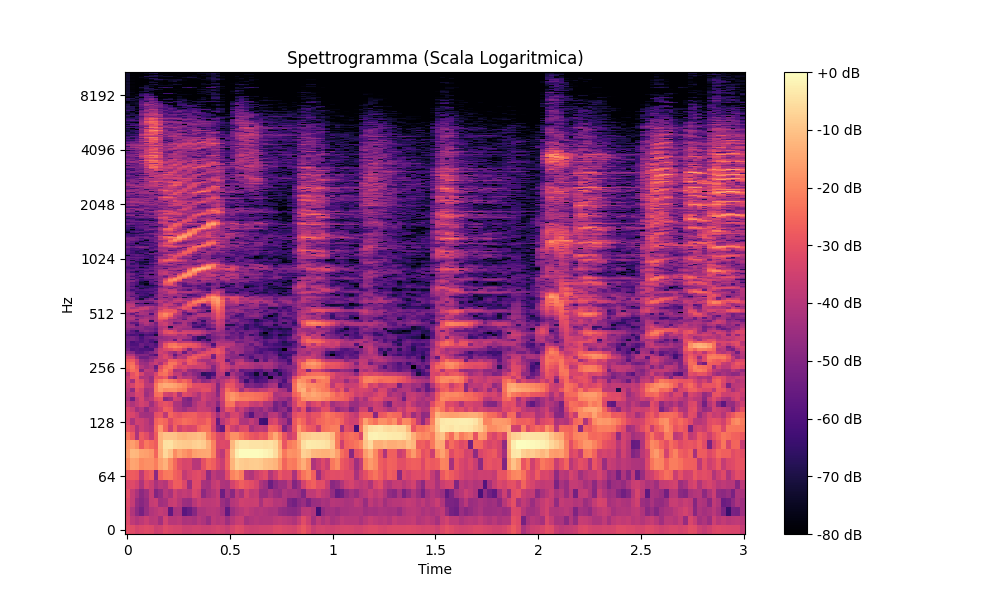 Spettrogramma (Scala Logaritmica)
Hz
8192
4096
2048
1024
512
256
128
64
0
0 0.5 1 1.5 2 2.5 3
Time
+0 dB
-10 dB
-20 dB
-30 dB
-40 dB
-50 dB
-60 dB
-70 dB
-80 dB